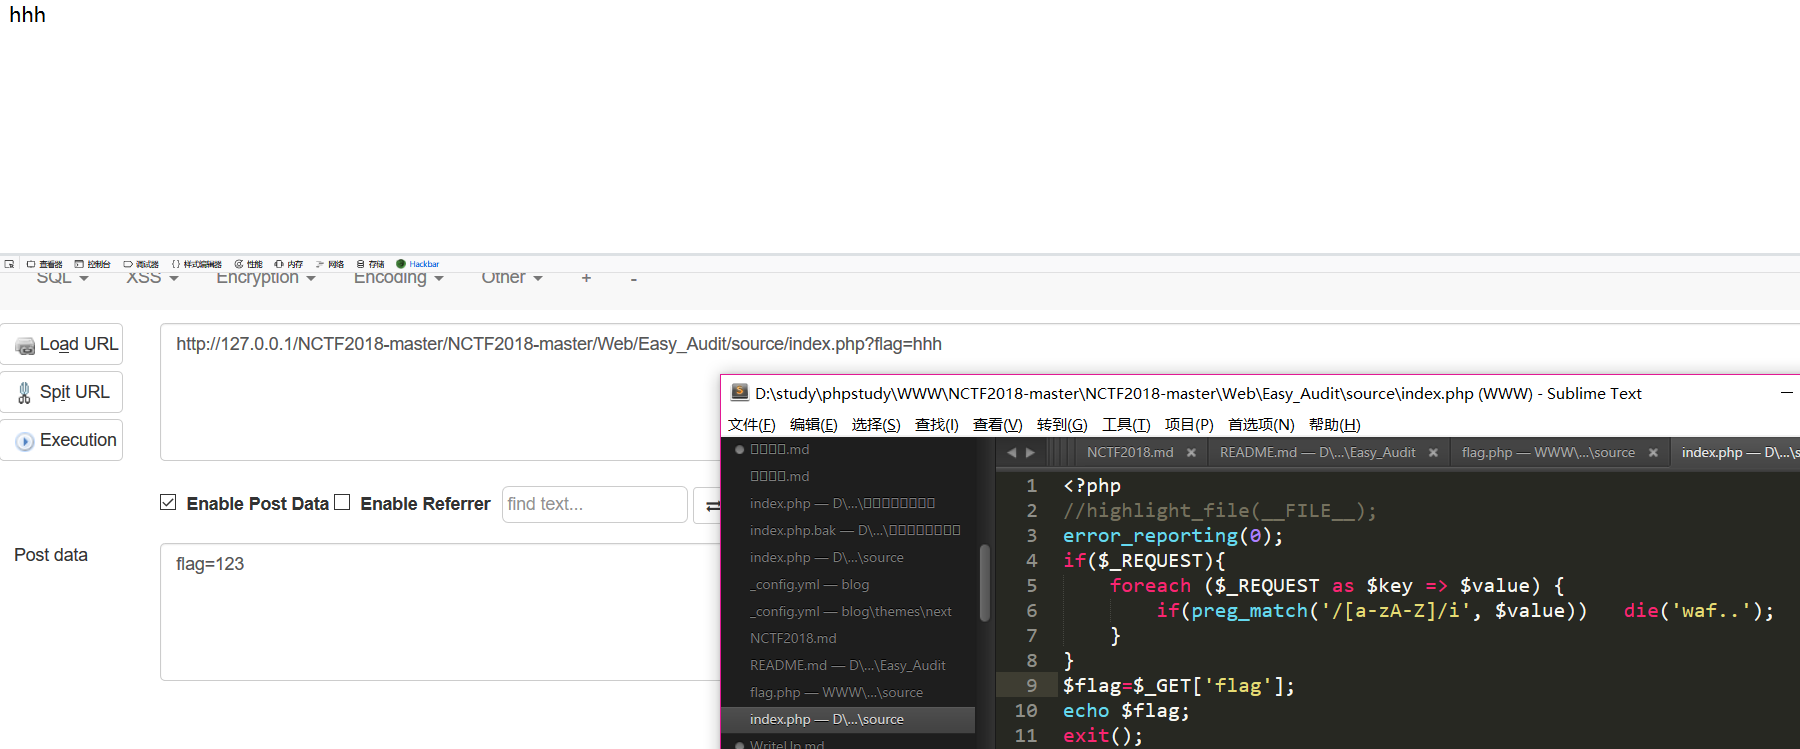 hhh
查看器 控制台 调试器 样式编辑器 性能 内存 网络 存储 Hackbar
SQL XSS Encryption Encoding Other + -
Load URL
http://127.0.0.1/NCTF2018-master/NCTF2018-master/Web/Easy_Audit/source/index.php?flag=hhh
Split URL
Execution
Enable Post Data Enable Referrer find text...
Post data
flag=123
D:\study\phpstudy\WWW\NCTF2018-master\NCTF2018-master\Web\Easy_Audit\source\index.php (WWW) - Sublime Text
文件(F) 编辑(E) 选择(S) 查找(I) 查看(V) 转到(G) 工具(T) 项目(P) 首选项(N) 帮助(H)
□□□□.md
□□□□.md
index.php — D\...\□□□□□□□□
index.php.bak — D\...\□□□□□□□□
index.php — D\...\source
_config.yml — blog
_config.yml — blog\themes\next
NCTF2018.md
README.md — D\...\Easy_Audit
flag.php — WWW\...\source
index.php — D\...\source
WriteUp.md
NCTF2018.md README.md — D\...\Easy_Audit flag.php — WWW\...\source index.php — D\...\s
1 <?php
2 //highlight_file(__FILE__);
3 error_reporting(0);
4 if($_REQUEST){
5 foreach ($_REQUEST as $key => $value) {
6 if(preg_match('/[a-zA-Z]/i', $value)) die('waf..');
7 }
8 }
9 $flag=$_GET['flag'];
10 echo $flag;
11 exit();